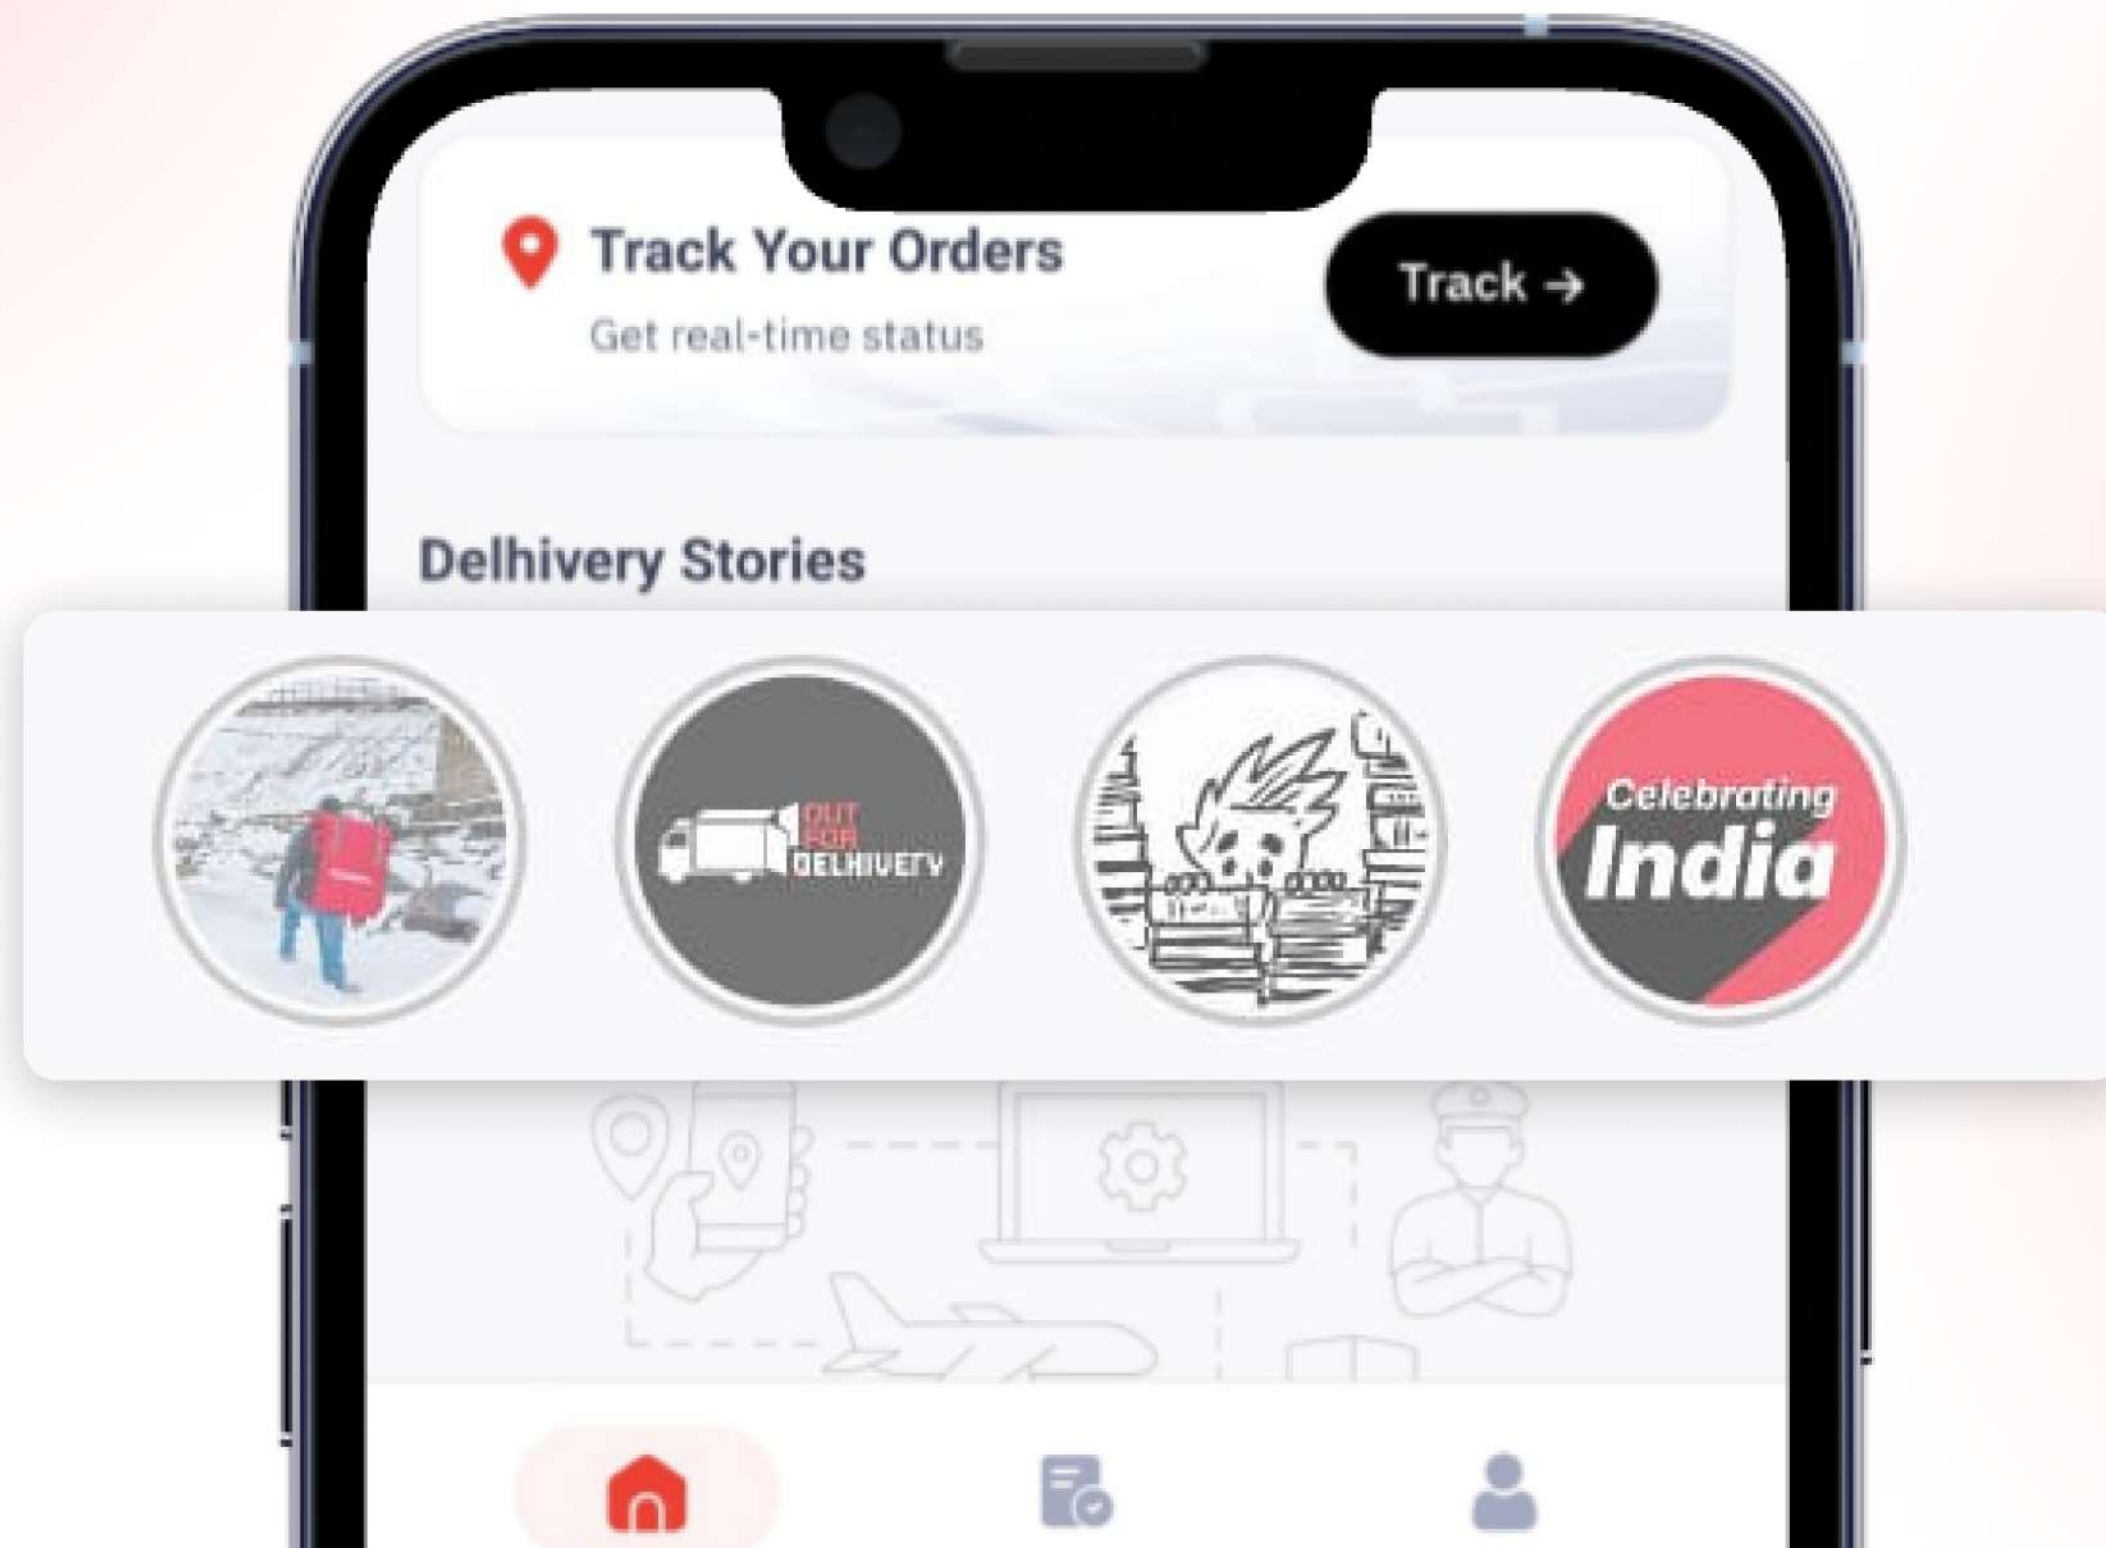 Track Your Orders
Get real-time status
Track →
Delhivery Stories
OUT
FOR
DELHIVERY
Celebrating
India